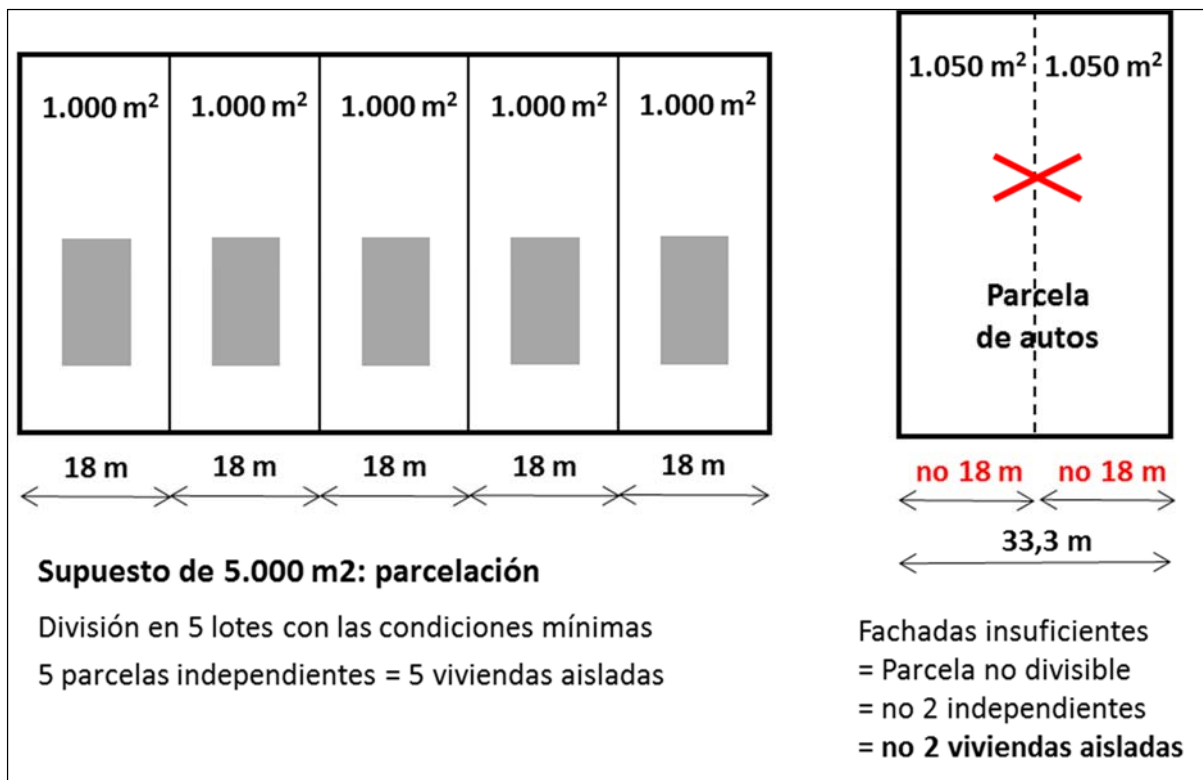 1.000 m² 1.000 m² 1.000 m² 1.000 m² 1.000 m²
18 m 18 m 18 m 18 m 18 m
Supuesto de 5.000 m2: parcelación
División en 5 lotes con las condiciones mínimas
5 parcelas independientes = 5 viviendas aisladas
1.050 m² 1.050 m²
Parcela
de autos
no 18 m no 18 m
33,3 m
Fachadas insuficientes
= Parcela no divisible
= no 2 independientes
= no 2 viviendas aisladas